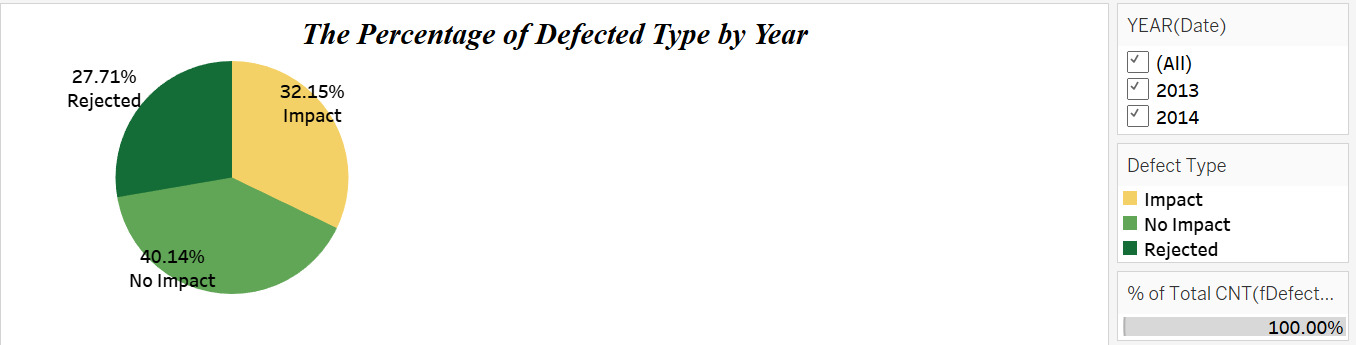 The Percentage of Defected Type by Year
27.71%
Rejected
32.15%
Impact
40.14%
No Impact
YEAR(Date)
(All)
2013
2014
Defect Type
Impact
No Impact
Rejected
% of Total CNT(fDefect...
100.00%